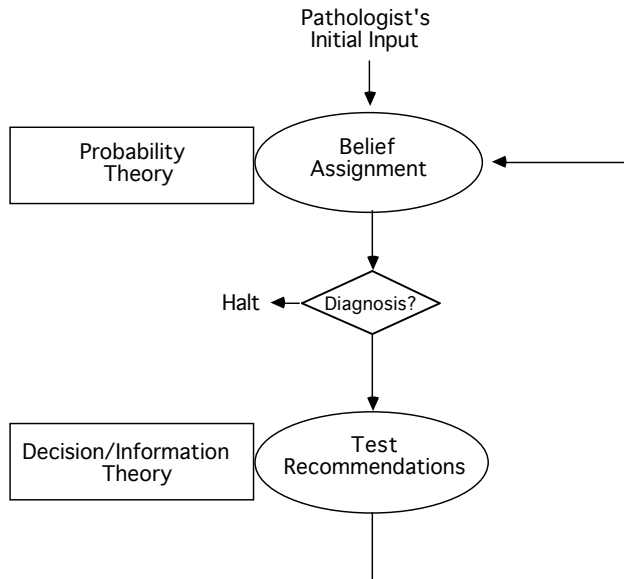 Pathologist's
Initial Input
Probability
Theory
Belief
Assignment
Halt
Diagnosis?
Decision/Information
Theory
Test
Recommendations